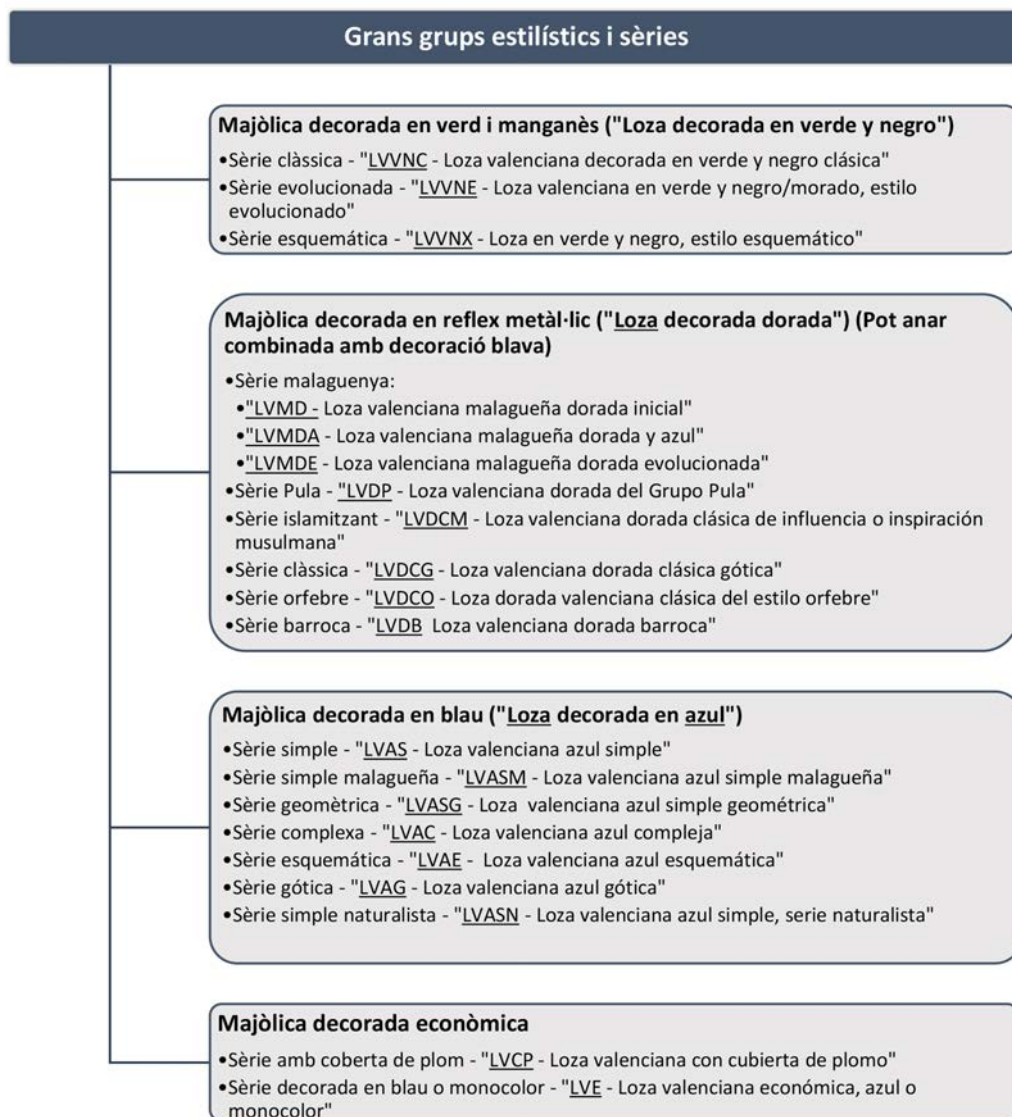 Grans grups estilístics i sèries
Majòlica decorada en verd i manganès ("Loza decorada en verde y negro")
•Sèrie clàssica - "LVVNC - Loza valenciana decorada en verde y negro clásica"
•Sèrie evolucionada - "LVVNE - Loza valenciana en verde y negro/morado, estilo
evolucionado"
•Sèrie esquemática - "LVVNX - Loza en verde y negro, estilo esquemático"
Majòlica decorada en reflex metàl·lic ("Loza decorada dorada") (Pot anar
combinada amb decoració blava)
•Sèrie malaguenya:
•"LVMD - Loza valenciana malagueña dorada inicial"
•"LVMDA - Loza valenciana malagueña dorada y azul"
•"LVMDE - Loza valenciana malagueña dorada evolucionada"
•Sèrie Pula - "LVDP - Loza valenciana dorada del Grupo Pula"
•Sèrie islamitzant - "LVDCM - Loza valenciana dorada clásica de influencia o inspiración
musulmana"
•Sèrie clàssica - "LVDCG - Loza valenciana dorada clásica gótica"
•Sèrie orfebre - "LVDCO - Loza dorada valenciana clásica del estilo orfebre"
•Sèrie barroca - "LVDB  Loza valenciana dorada barroca"
Majòlica decorada en blau ("Loza decorada en azul")
•Sèrie simple - "LVAS - Loza valenciana azul simple"
•Sèrie simple malagueña - "LVASM - Loza valenciana azul simple malagueña"
•Sèrie geomètrica - "LVASG - Loza  valenciana azul simple geométrica"
•Sèrie complexa - "LVAC - Loza valenciana azul compleja"
•Sèrie esquemática - "LVAE -  Loza valenciana azul esquemática"
•Sèrie gótica - "LVAG - Loza valenciana azul gótica"
•Sèrie simple naturalista - "LVASN - Loza valenciana azul simple, serie naturalista"
Majòlica decorada econòmica
•Sèrie amb coberta de plom - "LVCP - Loza valenciana con cubierta de plomo"
•Sèrie decorada en blau o monocolor - "LVE - Loza valenciana económica, azul o
monocolor"